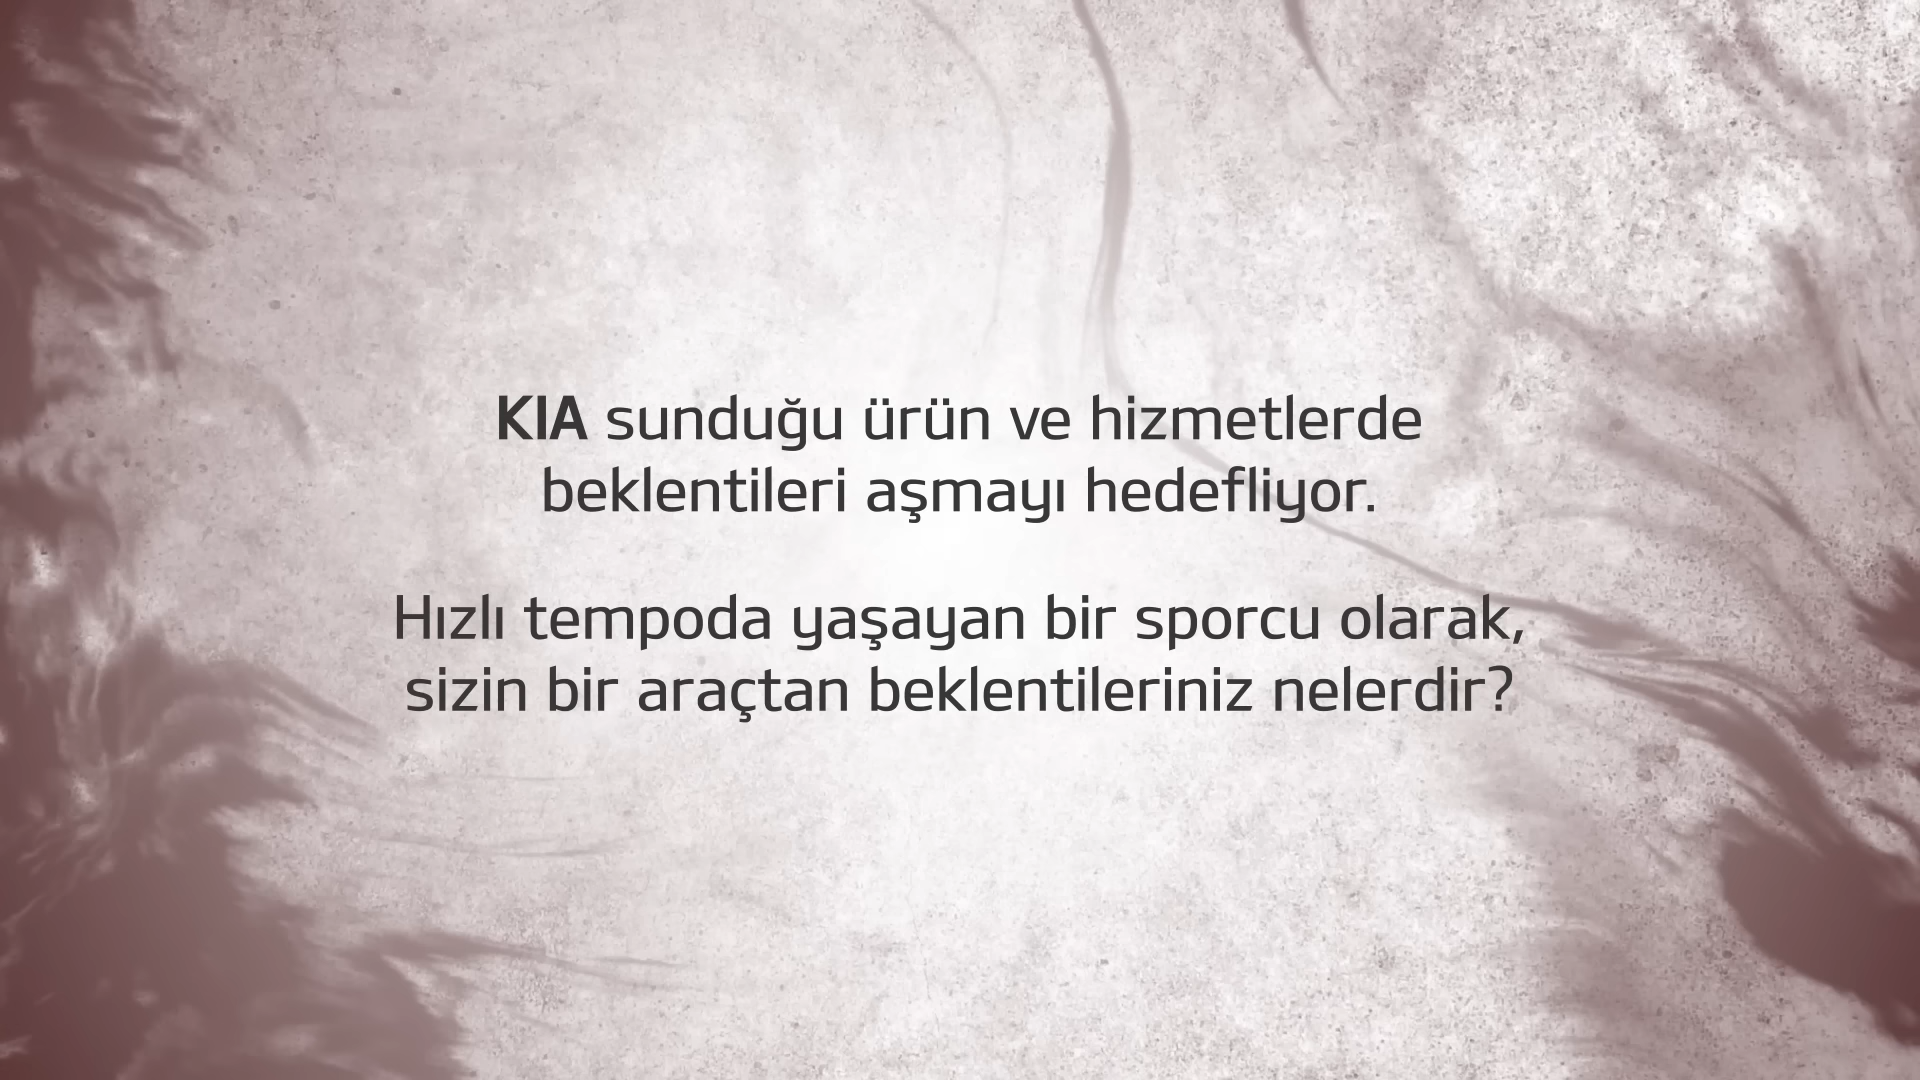 KIA sunduğu ürün ve hizmetlerde
beklentileri aşmayı hedefliyor.
Hızlı tempoda yaşayan bir sporcu olarak,
sizin bir araçtan beklentileriniz nelerdir?